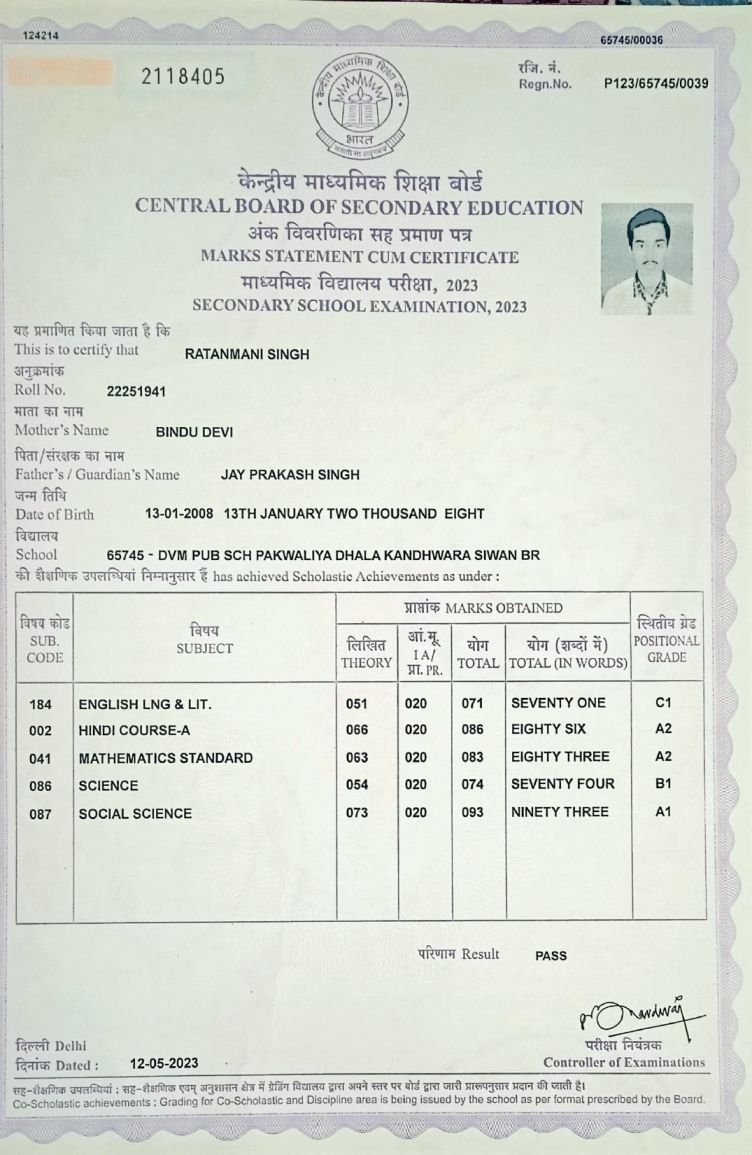 124214
65745/00036
2118405
रजि. नं.
Regn.No. P123/65745/0039
केन्द्रीय माध्यमिक शिक्षा बोर्ड
भारत
केन्द्रीय माध्यमिक शिक्षा बोर्ड
CENTRAL BOARD OF SECONDARY EDUCATION
अंक विवरणिका सह प्रमाण पत्र
MARKS STATEMENT CUM CERTIFICATE
माध्यमिक विद्यालय परीक्षा, 2023
SECONDARY SCHOOL EXAMINATION, 2023
यह प्रमाणित किया जाता है कि
This is to certify that RATANMANI SINGH
अनुक्रमांक
Roll No. 22251941
माता का नाम
Mother's Name BINDU DEVI
पिता/संरक्षक का नाम
Father's / Guardian's Name JAY PRAKASH SINGH
जन्म तिथि
Date of Birth 13-01-2008 13TH JANUARY TWO THOUSAND EIGHT
विद्यालय
School 65745 - DVM PUB SCH PAKWALIYA DHALA KANDHWARA SIWAN BR
की शैक्षणिक उपलब्धियां निम्नानुसार हैं has achieved Scholastic Achievements as under :
विषय कोड SUB. CODE
विषय SUBJECT
प्राप्तांक MARKS OBTAINED
लिखित THEORY
आं.मू. I A/ प्रा. PR.
योग TOTAL
योग (शब्दों में) TOTAL (IN WORDS)
स्थितीय ग्रेड POSITIONAL GRADE
184 ENGLISH LNG & LIT. 051 020 071 SEVENTY ONE C1
002 HINDI COURSE-A 066 020 086 EIGHTY SIX A2
041 MATHEMATICS STANDARD 063 020 083 EIGHTY THREE A2
086 SCIENCE 054 020 074 SEVENTY FOUR B1
087 SOCIAL SCIENCE 073 020 093 NINETY THREE A1
परिणाम Result PASS
दिल्ली Delhi
दिनांक Dated : 12-05-2023
परीक्षा नियंत्रक
Controller of Examinations
सह-शैक्षणिक उपलब्धियां : सह-शैक्षणिक एवम् अनुशासन क्षेत्र में ग्रेडिंग विद्यालय द्वारा अपने स्तर पर बोर्ड द्वारा जारी प्रारूपनुसार प्रदान की जाती है।
Co-Scholastic achievements : Grading for Co-Scholastic and Discipline area is being issued by the school as per format prescribed by the Board.